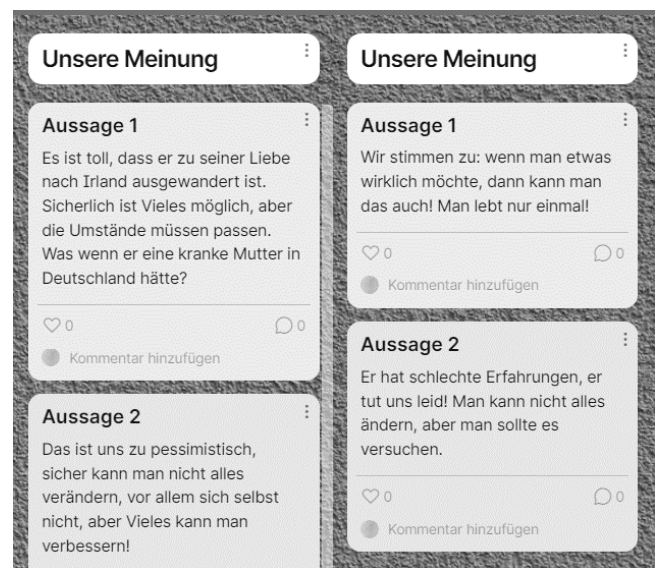 Unsere Meinung
Aussage 1
Es ist toll, dass er zu seiner Liebe
nach Irland ausgewandert ist.
Sicherlich ist Vieles möglich, aber
die Umstände müssen passen.
Was wenn er eine kranke Mutter in
Deutschland hätte?
0
0
Kommentar hinzufügen
Aussage 2
Das ist uns zu pessimistisch,
sicher kann man nicht alles
verändern, vor allem sich selbst
nicht, aber Vieles kann man
verbessern!
Unsere Meinung
Aussage 1
Wir stimmen zu: wenn man etwas
wirklich möchte, dann kann man
das auch! Man lebt nur einmal!
0
0
Kommentar hinzufügen
Aussage 2
Er hat schlechte Erfahrungen, er
tut uns leid! Man kann nicht alles
ändern, aber man sollte es
versuchen.
0
0
Kommentar hinzufügen